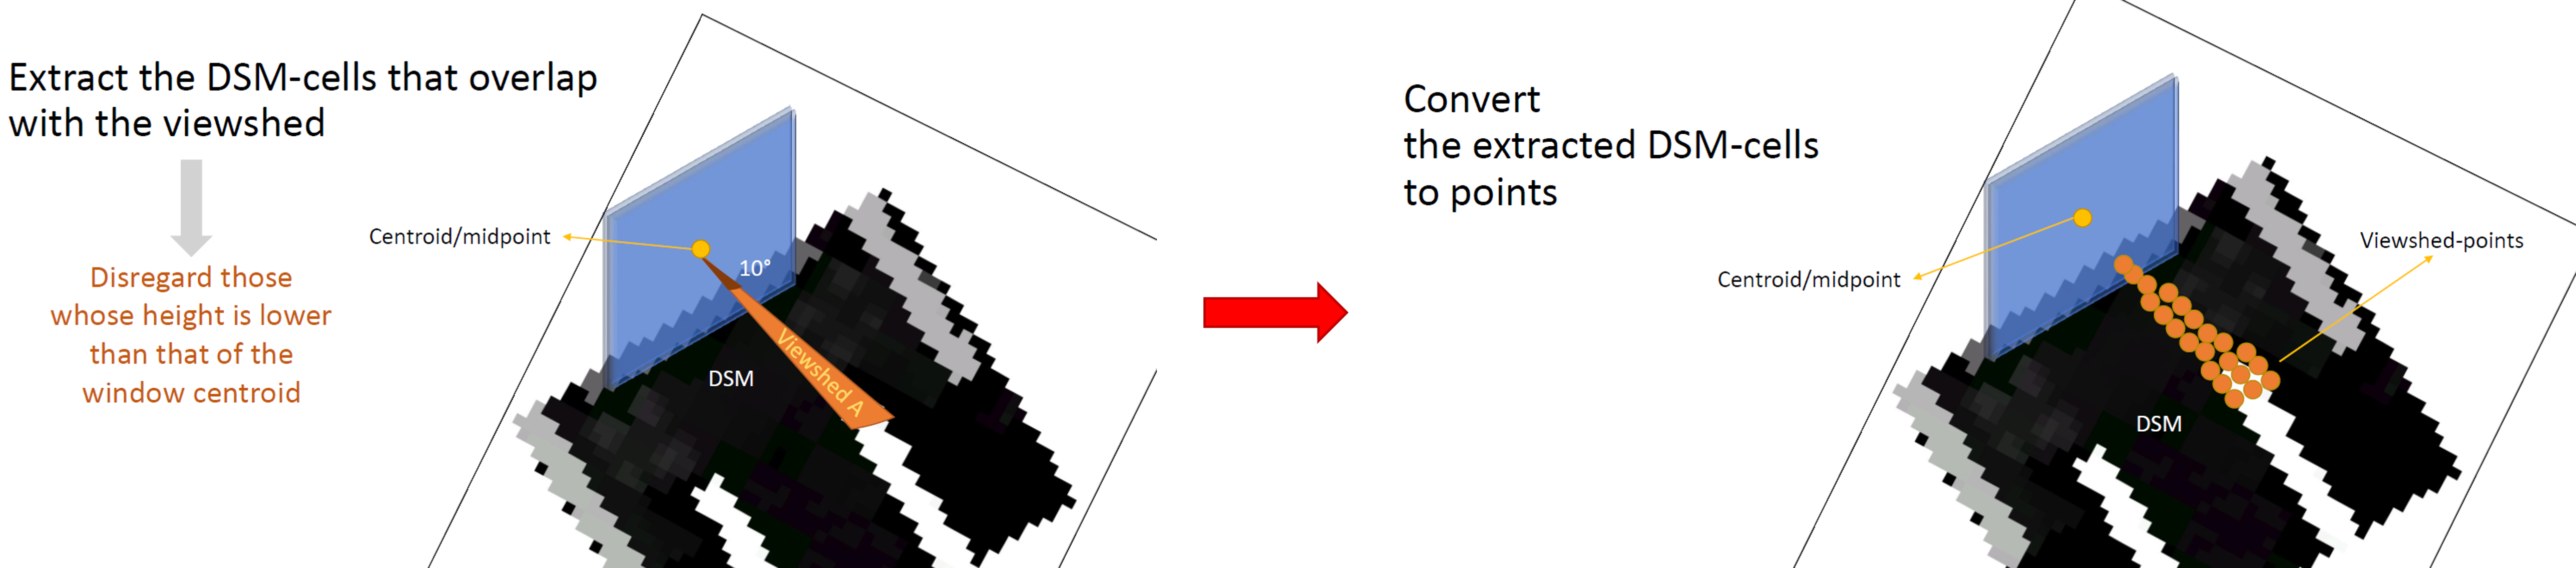 Extract the DSM-cells that overlap
with the viewshed
Disregard those
whose height is lower
than that of the
window centroid
Centroid/midpoint
10°
Viewshed A
DSM
Convert
the extracted DSM-cells
to points
Centroid/midpoint
Viewshed-points
DSM